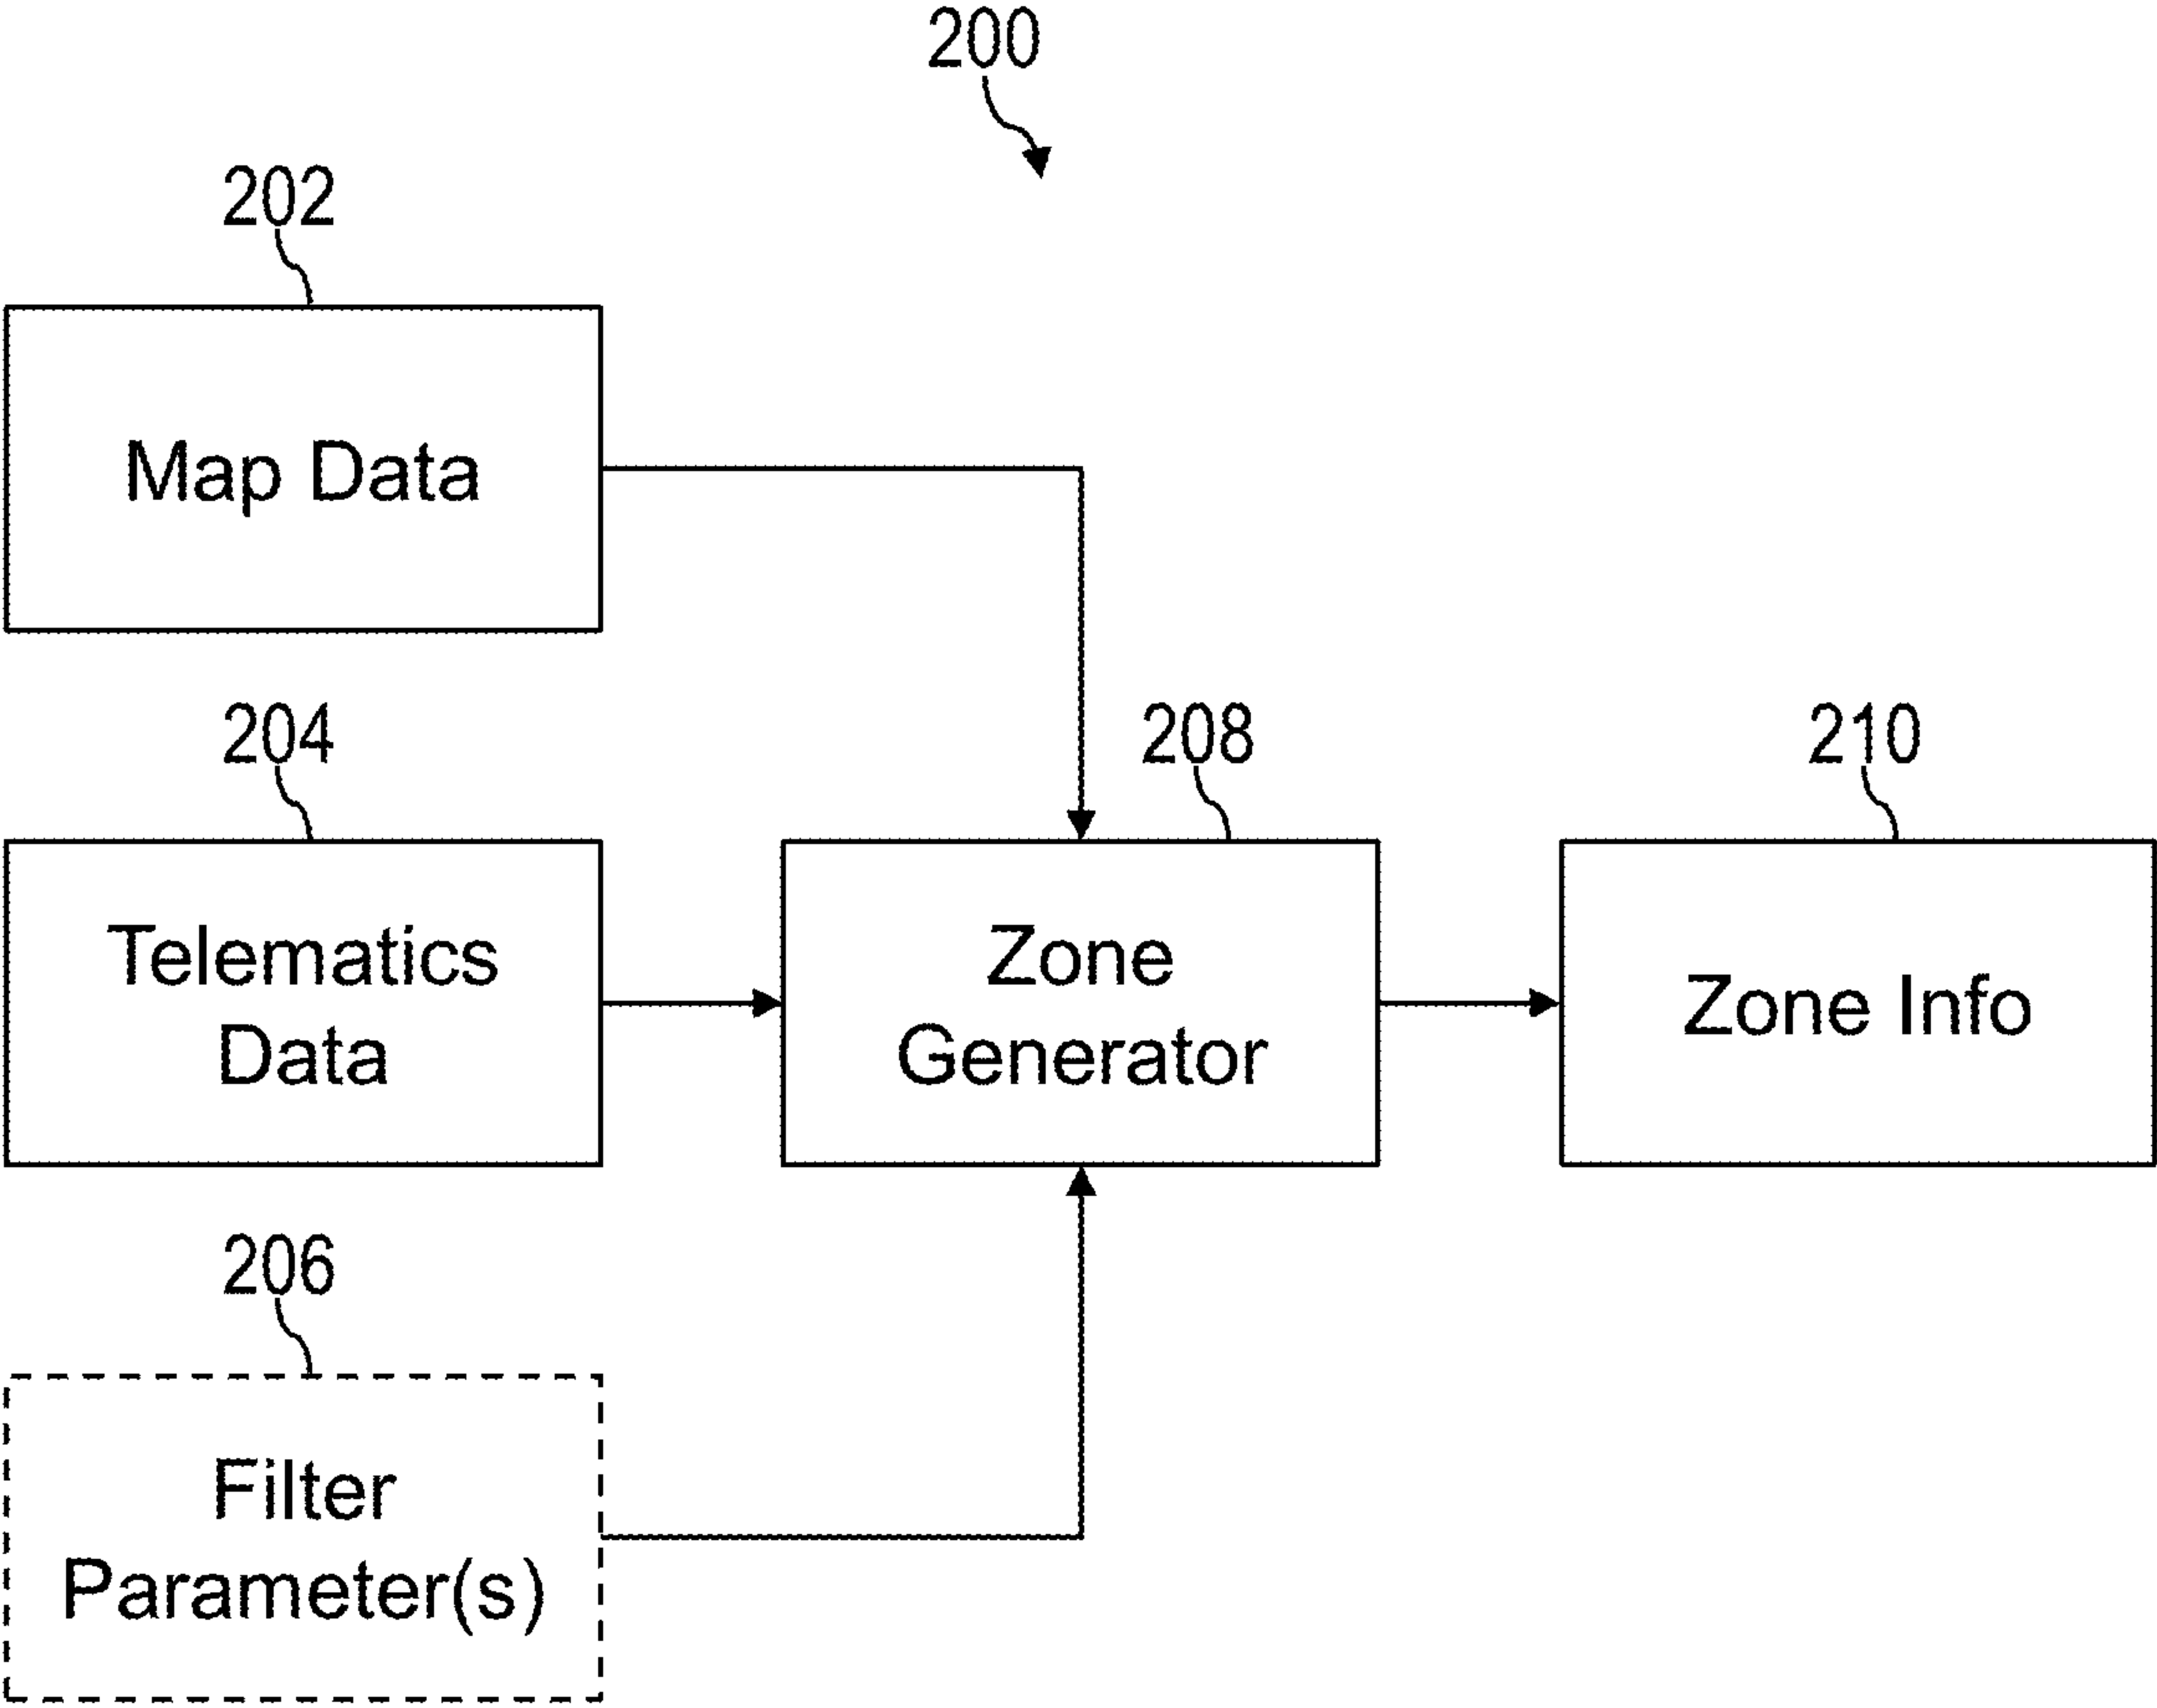 200
202
Map Data
204
Telematics
Data
208
Zone
Generator
210
Zone Info
206
Filter
Parameter(s)